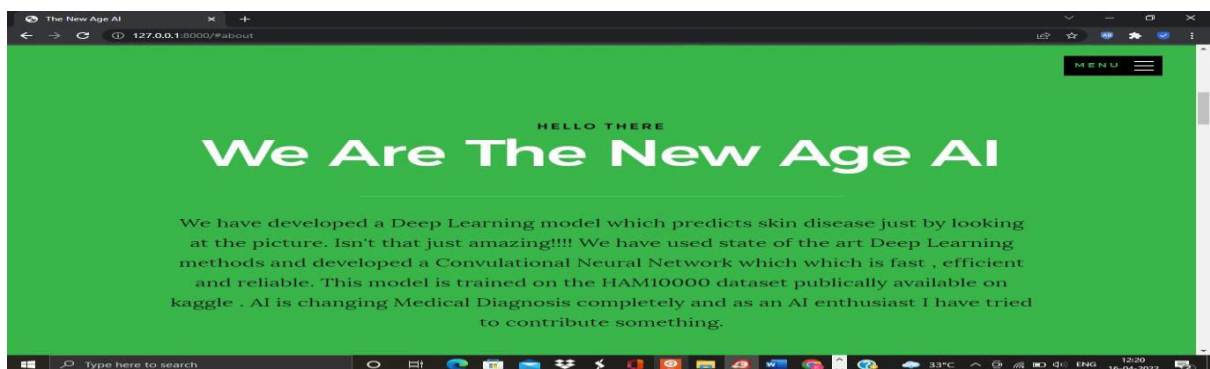 The New Age AI
127.0.0.1:8000/#about
MENU
HELLO THERE
We Are The New Age AI
We have developed a Deep Learning model which predicts skin disease just by looking
at the picture. Isn't that just amazing!!!! We have used state of the art Deep Learning
methods and developed a Convulational Neural Network which which is fast , efficient
and reliable. This model is trained on the HAM10000 dataset publically available on
kaggle . AI is changing Medical Diagnosis completely and as an AI enthusiast I have tried
to contribute something.
Type here to search
33°C
ENG
12:20
16-04-2022